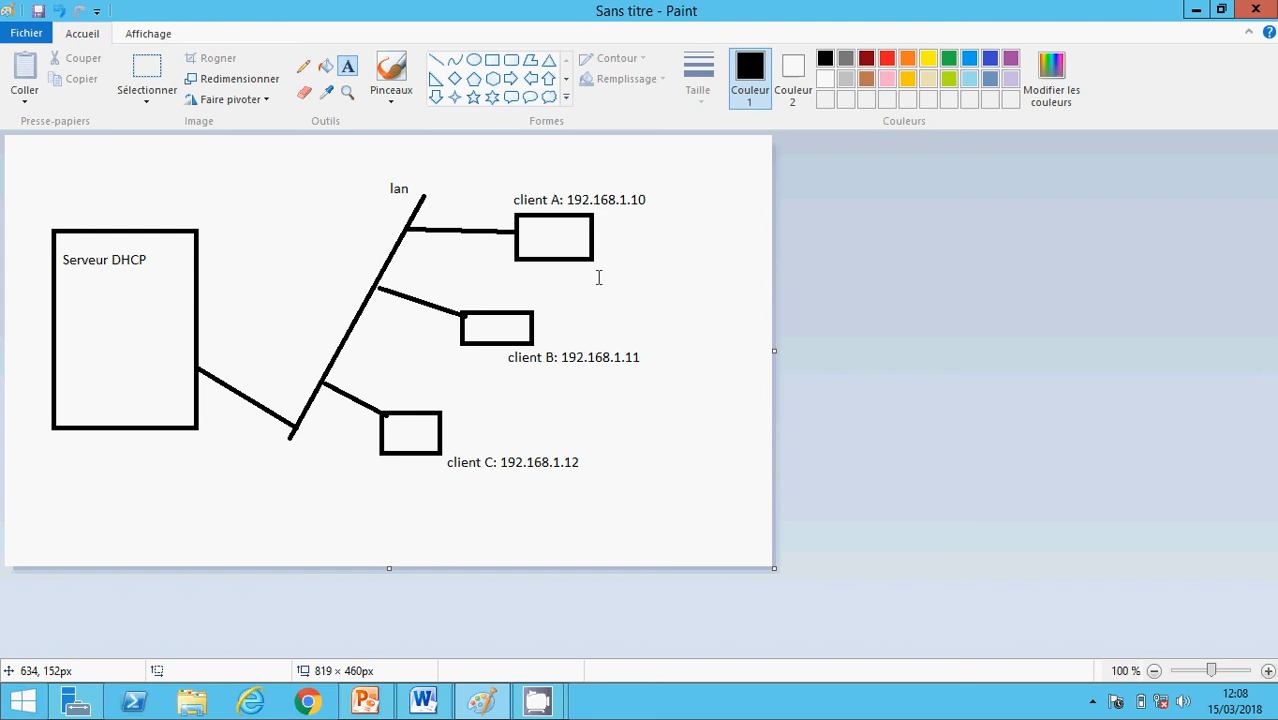 Sans titre - Paint
Fichier
Accueil
Affichage
Coller
Couper
Copier
Presse-papiers
Sélectionner
Rogner
Redimensionner
Faire pivoter
Image
A
Outils
Pinceaux
Contour
Remplissage
Formes
Taille
Couleur 1
Couleur 2
Modifier les couleurs
Couleurs
lan
client A: 192.168.1.10
Serveur DHCP
client B: 192.168.1.11
client C: 192.168.1.12
634, 152px
819 × 460px
100 %
12:08
15/03/2018